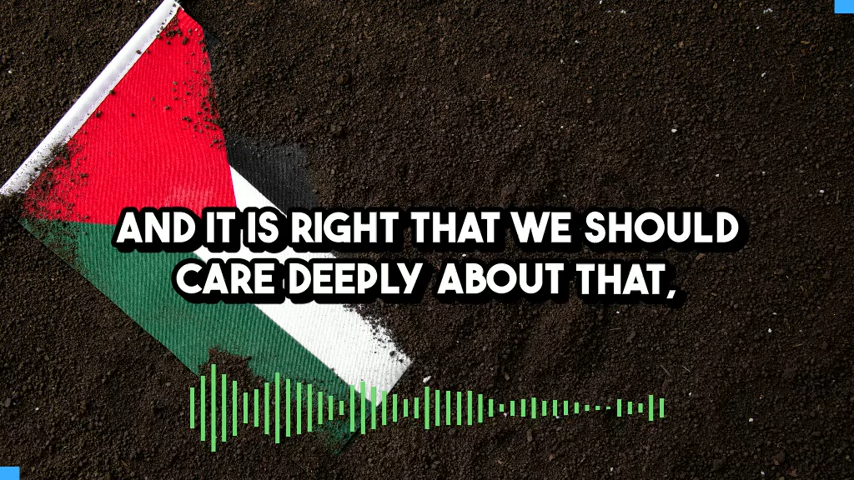 AND IT IS RIGHT THAT WE SHOULD
CARE DEEPLY ABOUT THAT,